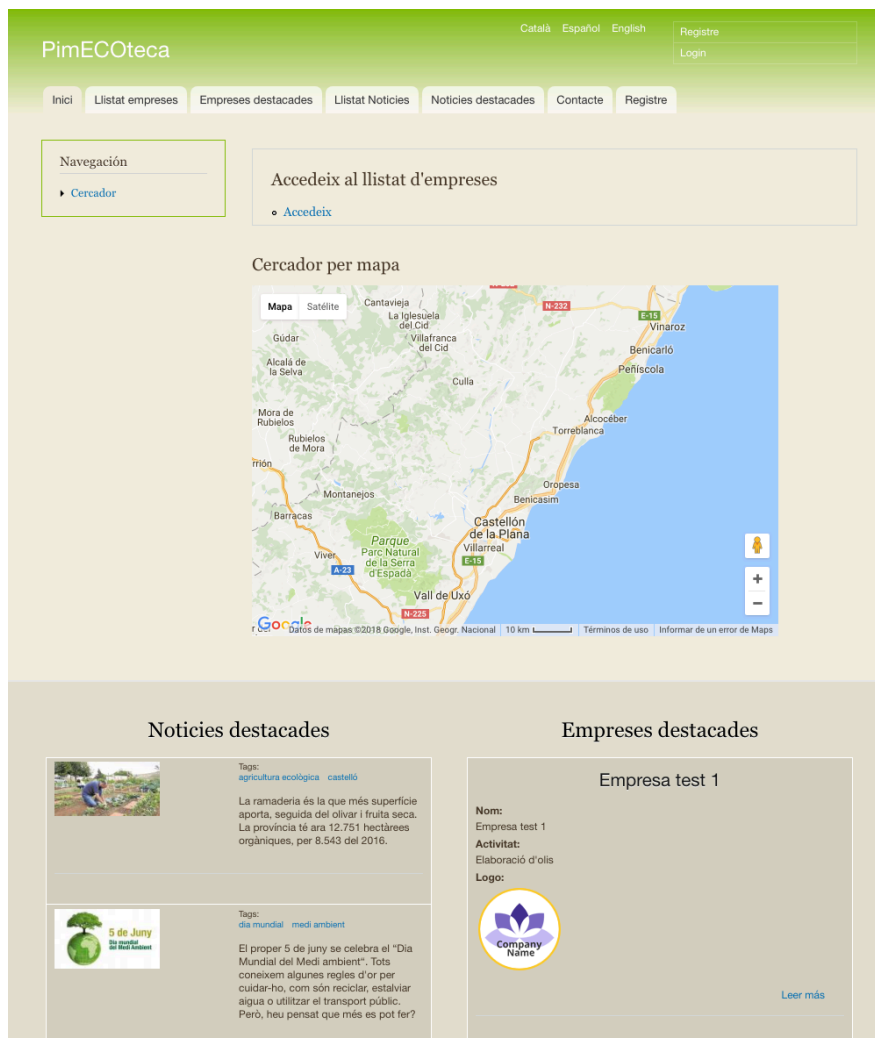 Català Español English
Registre
Login
PimECOteca
Inici
Llistat empreses
Empreses destacades
Llistat Noticies
Noticies destacades
Contacte
Registre
Navegación
Cercador
Accedeix al llistat d'empreses
Accedeix
Cercador per mapa
Mapa
Satélite
Cantavieja
La Iglesuela
del Cid
N-232
E-15
Vinaroz
Gúdar
Villafranca
del Cid
Benicarló
Alcalá de
la Selva
Peñíscola
Culla
Mora de
Rubielos
Alcocéber
Torreblanca
Rubielos
de Mora
rrión
Oropesa
Montanejos
Benicasim
Barracas
Castellón
de la Plana
Parque
Parc Natural
de la Serra
d'Espadà
Villarreal
Viver
E-15
A-23
Vall de Uxó
N-225
Google
Datos de mapas ©2018 Google, Inst. Geogr. Nacional
10 km
Términos de uso
Informar de un error de Maps
Noticies destacades
Tags:
agricultura ecològica castelló
La ramaderia és la que més superfície
aporta, seguida del olivar i fruita seca.
La província té ara 12.751 hectàrees
orgàniques, per 8.543 del 2016.
5 de Juny
Dia mundial
del Medi Ambient
Tags:
dia mundial medi ambient
El proper 5 de juny se celebra el "Dia
Mundial del Medi ambient". Tots
coneixem algunes regles d'or per
cuidar-ho, com són reciclar, estalviar
aigua o utilitzar el transport públic.
Però, heu pensat que més es pot fer?
Empreses destacades
Empresa test 1
Nom:
Empresa test 1
Activitat:
Elaboració d'olis
Logo:
Company
Name
Leer más